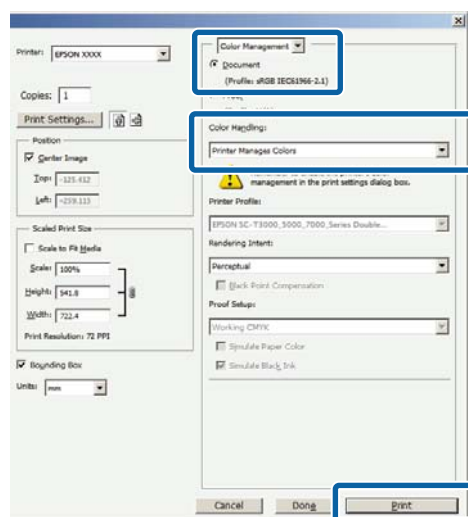 Printer: EPSON XXXX
Copies: 1
Print Settings...
Position
Center Image
Top: -125.412
Left: -259.115
Scaled Print Size
Scale to Fit Media
Scale: 100%
Height: 541.8
Width: 722.4
Print Resolution: 72 PPI
Bounding Box
Units: mm
Color Management
Document
(Profile: sRGB IEC61966-2.1)
Color Handling:
Printer Manages Colors
management in the print settings dialog box.
Printer Profile:
EPSON SC-T3000_5000_7000_Series Double...
Rendering Intent:
Perceptual
Black Point Compensation
Proof Setup:
Working CMYK
Simulate Paper Color
Simulate Black Ink
Cancel
Done
Print